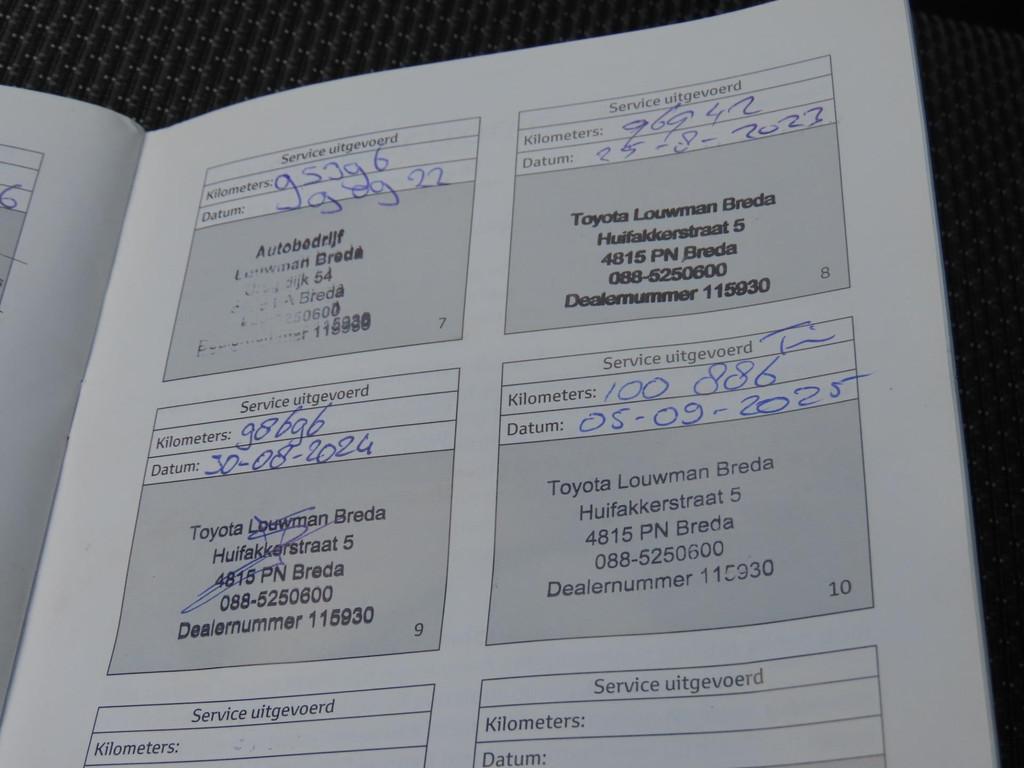 6
Service uitgevoerd
Kilometers: 95396
Datum:
Autobedrijf
Louwman Breda
dijk 54
Breda
250600
7
Service uitgevoerd
Kilometers: 96942
Datum: 25-8-2023
Toyota Louwman Breda
Huifakkerstraat 5
4815 PN Breda
088-5250600
Dealernummer 115930
8
Service uitgevoerd
Kilometers: 98696
Datum: 30-08-2024
Toyota Louwman Breda
Huifakkerstraat 5
4815 PN Breda
088-5250600
Dealernummer 115930
9
Service uitgevoerd
Kilometers: 100 886
Datum: 05-09-2025
Toyota Louwman Breda
Huifakkerstraat 5
4815 PN Breda
088-5250600
Dealernummer 115930
10
Service uitgevoerd
Kilometers:
Service uitgevoerd
Kilometers:
Datum: